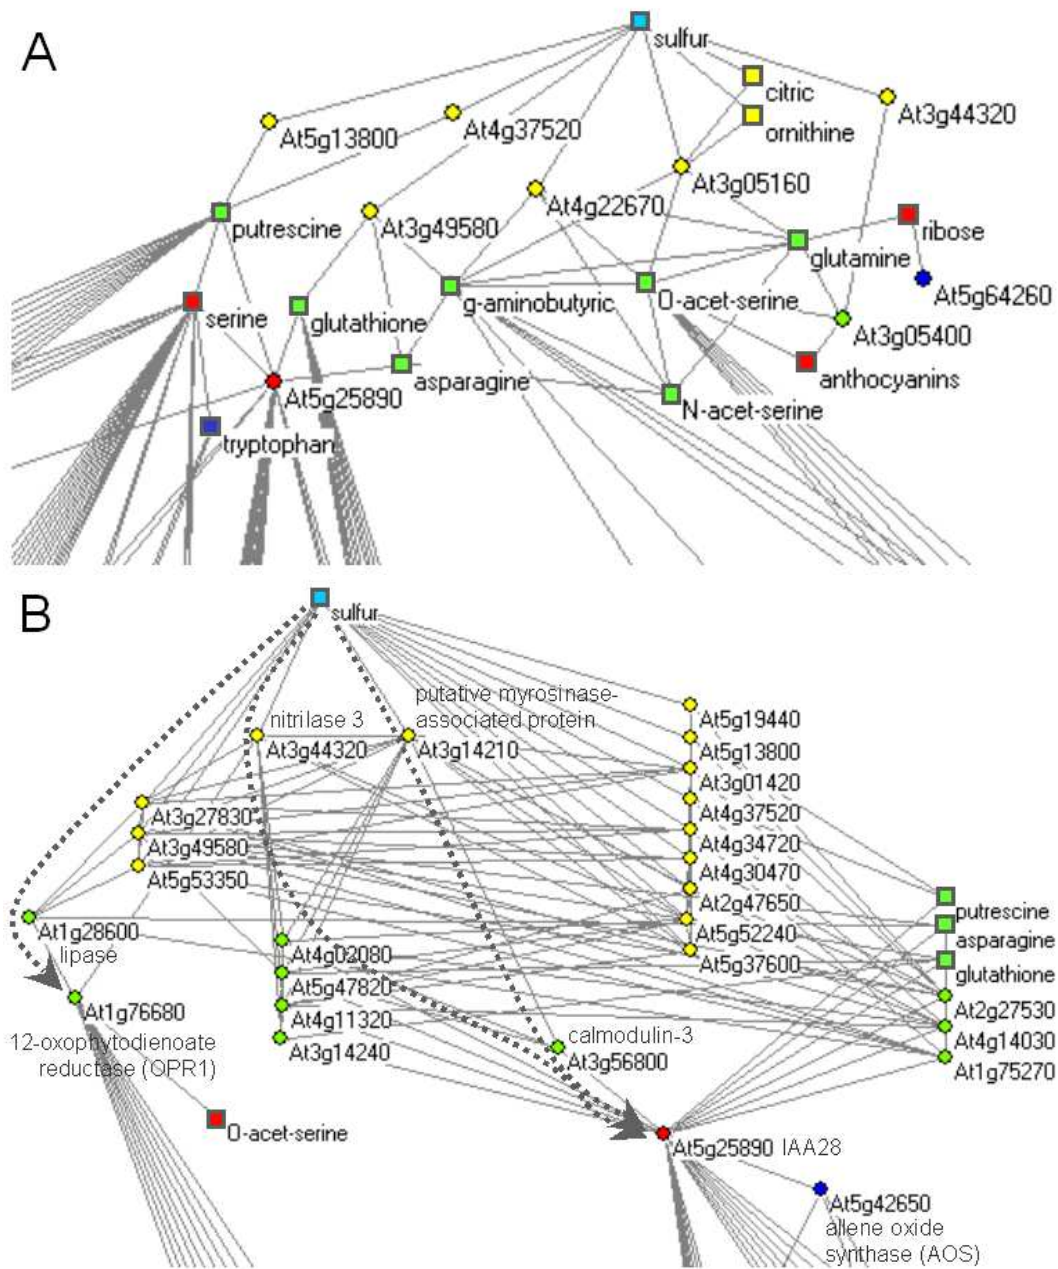 A
sulfur
citric
ornithine
At3g44320
At5g13800
At4g37520
At3g05160
At4g22670
putrescine
At3g49580
ribose
glutamine
At5g64260
serine
glutathione
g-aminobutyric
O-acet-serine
At3g05400
asparagine
anthocyanins
At5g25890
N-acet-serine
tryptophan
B
sulfur
nitrilase 3
putative myrosinase-
associated protein
At3g44320
At3g14210
At5g19440
At5g13800
At3g01420
At4g37520
At4g34720
At4g30470
At2g47650
At5g52240
At5g37600
At3g27830
At3g49580
At5g53350
At1g28600
lipase
At4g02080
At5g47820
At4g11320
At3g14240
putrescine
asparagine
glutathione
At2g27530
At4g14030
At1g75270
At1g76680
12-oxophytodienoate
reductase (OPR1)
calmodulin-3
At3g56800
O-acet-serine
At5g25890 IAA28
At5g42650
allene oxide
synthase (AOS)